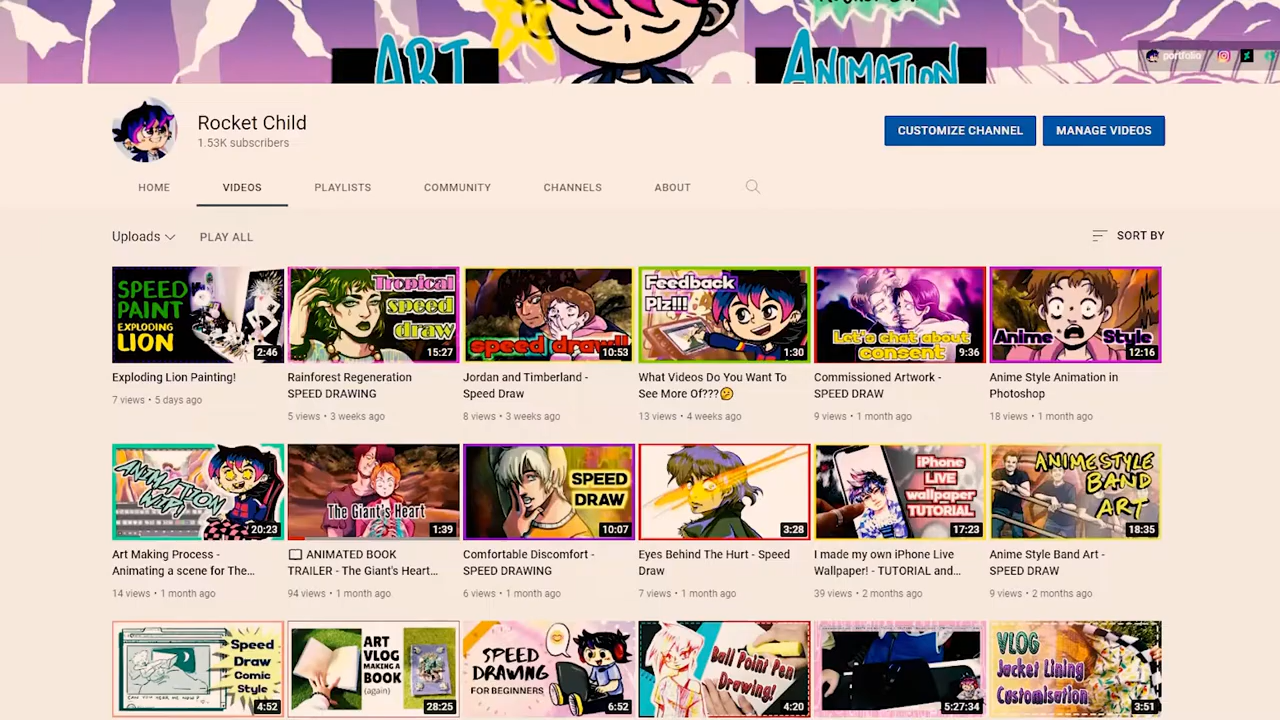 ART
ANIMATION
portfolio
Rocket Child
1.53K subscribers
CUSTOMIZE CHANNEL
MANAGE VIDEOS
HOME
VIDEOS
PLAYLISTS
COMMUNITY
CHANNELS
ABOUT
Uploads
PLAY ALL
SORT BY
SPEED
PAINT
EXPLODING
LION
2:46
Tropical
speed
draw
15:27
speed draw!!
10:53
Feedback
Plz!!!
1:30
Let's chat about
consent
9:36
Anime Style
12:16
Exploding Lion Painting!
7 views • 5 days ago
Rainforest Regeneration
SPEED DRAWING
5 views • 3 weeks ago
Jordan and Timberland -
Speed Draw
8 views • 3 weeks ago
What Videos Do You Want To
See More Of???🤔
13 views • 4 weeks ago
Commissioned Artwork -
SPEED DRAW
9 views • 1 month ago
Anime Style Animation in
Photoshop
18 views • 1 month ago
ANIMATION
WIP
20:23
The Giant's Heart
1:39
SPEED
DRAW
10:07
3:28
iPhone
LIVE
wallpaper
TUTORIAL
17:23
ANIME STYLE
BAND
ART
18:35
Art Making Process -
Animating a scene for The...
14 views • 1 month ago
ANIMATED BOOK
TRAILER - The Giant's Heart...
94 views • 1 month ago
Comfortable Discomfort -
SPEED DRAWING
6 views • 1 month ago
Eyes Behind The Hurt - Speed
Draw
7 views • 1 month ago
I made my own iPhone Live
Wallpaper! - TUTORIAL and...
39 views • 2 months ago
Anime Style Band Art -
SPEED DRAW
9 views • 2 months ago
Speed
Draw
Comic
Style
CAN YOU HEAR ME NOW?
4:52
ART
VLOG
MAKING A
BOOK
(again)
28:25
SPEED
DRAWING
FOR BEGINNERS
6:52
Ball Point Pen
Drawing!
4:20
5:27:34
VLOG
Jacket Lining
Customisation
3:51